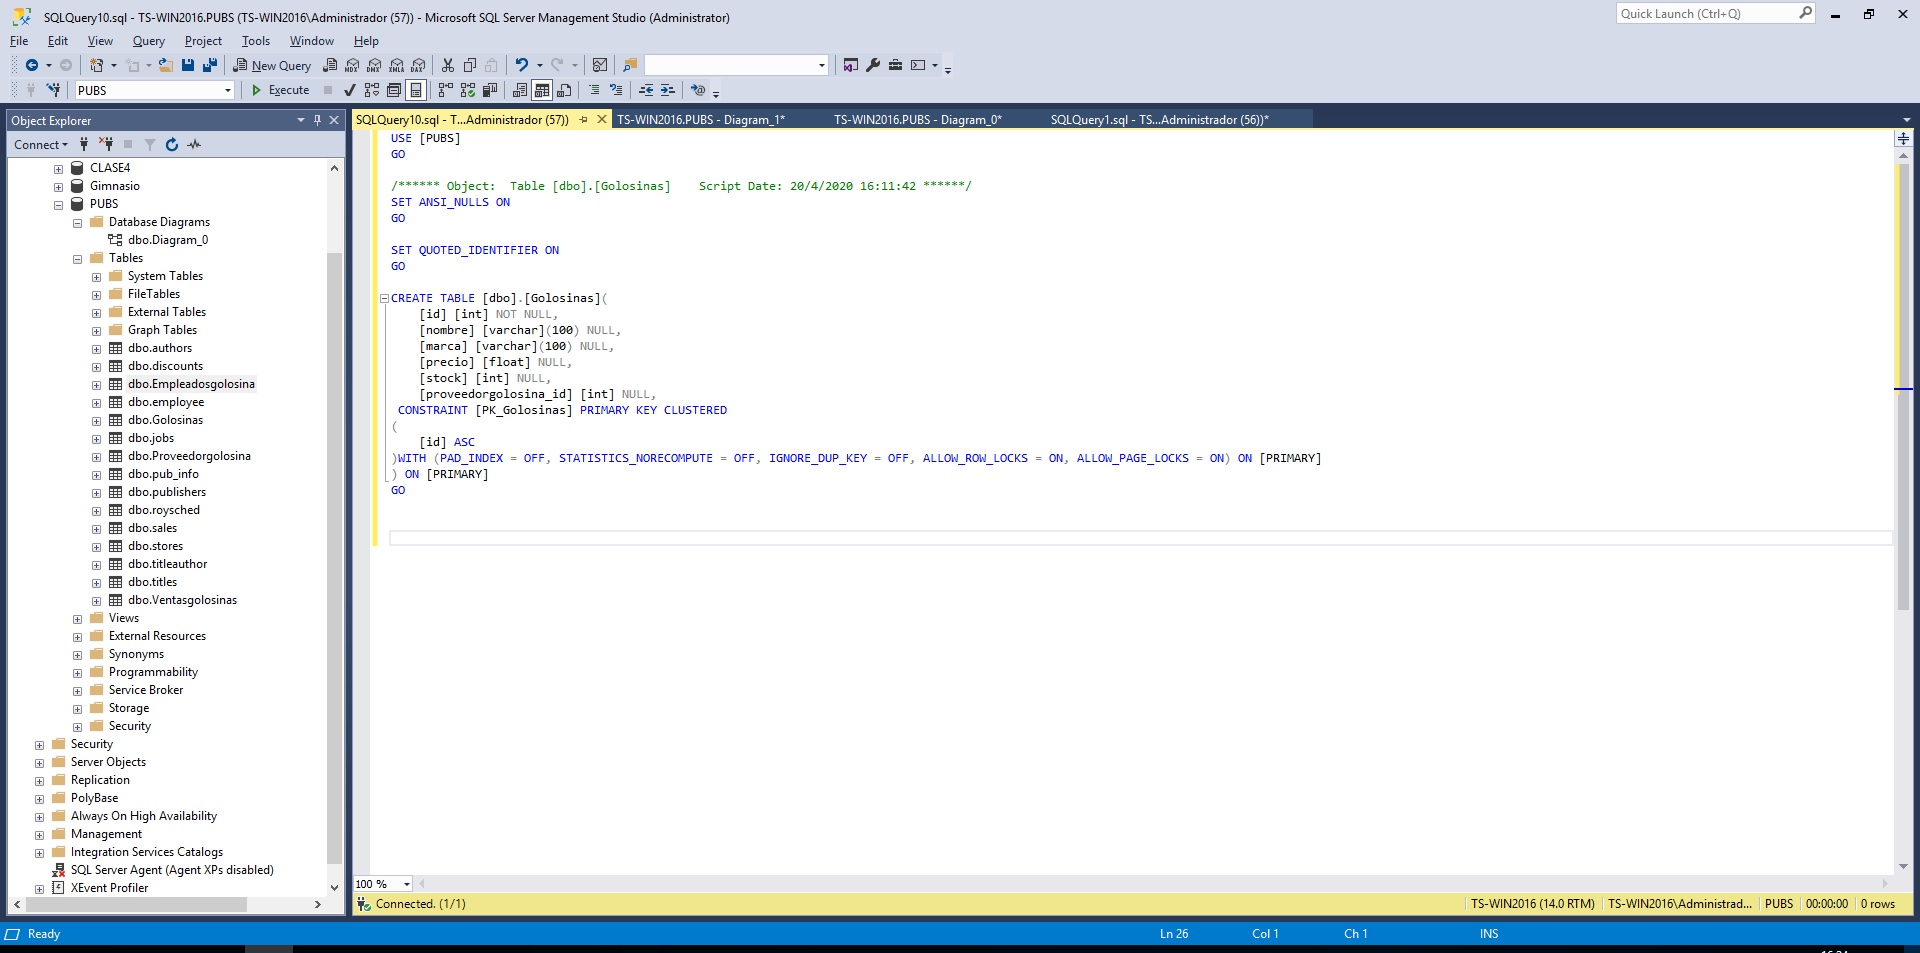 SQLQuery10.sql - TS-WIN2016.PUBS (TS-WIN2016\Administrador (57)) - Microsoft SQL Server Management Studio (Administrator)
Quick Launch (Ctrl+Q)
File Edit View Query Project Tools Window Help
New Query MDX DMX XMLA DAX
PUBS Execute
Object Explorer
Connect
CLASE4
Gimnasio
PUBS
Database Diagrams
dbo.Diagram_0
Tables
System Tables
FileTables
External Tables
Graph Tables
dbo.authors
dbo.discounts
dbo.Empleadosgolosina
dbo.employee
dbo.Golosinas
dbo.jobs
dbo.Proveedorgolosina
dbo.pub_info
dbo.publishers
dbo.roysched
dbo.sales
dbo.stores
dbo.titleauthor
dbo.titles
dbo.Ventasgolosinas
Views
External Resources
Synonyms
Programmability
Service Broker
Storage
Security
Security
Server Objects
Replication
PolyBase
Always On High Availability
Management
Integration Services Catalogs
SQL Server Agent (Agent XPs disabled)
XEvent Profiler
SQLQuery10.sql - T...Administrador (57)) TS-WIN2016.PUBS - Diagram_1* TS-WIN2016.PUBS - Diagram_0* SQLQuery1.sql - TS...Administrador (56))*
USE [PUBS]
GO
/****** Object:  Table [dbo].[Golosinas]    Script Date: 20/4/2020 16:11:42 ******/
SET ANSI_NULLS ON
GO
SET QUOTED_IDENTIFIER ON
GO
CREATE TABLE [dbo].[Golosinas](
[id] [int] NOT NULL,
[nombre] [varchar](100) NULL,
[marca] [varchar](100) NULL,
[precio] [float] NULL,
[stock] [int] NULL,
[proveedorgolosina_id] [int] NULL,
CONSTRAINT [PK_Golosinas] PRIMARY KEY CLUSTERED
(
[id] ASC
)WITH (PAD_INDEX = OFF, STATISTICS_NORECOMPUTE = OFF, IGNORE_DUP_KEY = OFF, ALLOW_ROW_LOCKS = ON, ALLOW_PAGE_LOCKS = ON) ON [PRIMARY]
) ON [PRIMARY]
GO
100 %
Connected. (1/1) TS-WIN2016 (14.0 RTM) TS-WIN2016\Administrad... PUBS 00:00:00 0 rows
Ready Ln 26 Col 1 Ch 1 INS